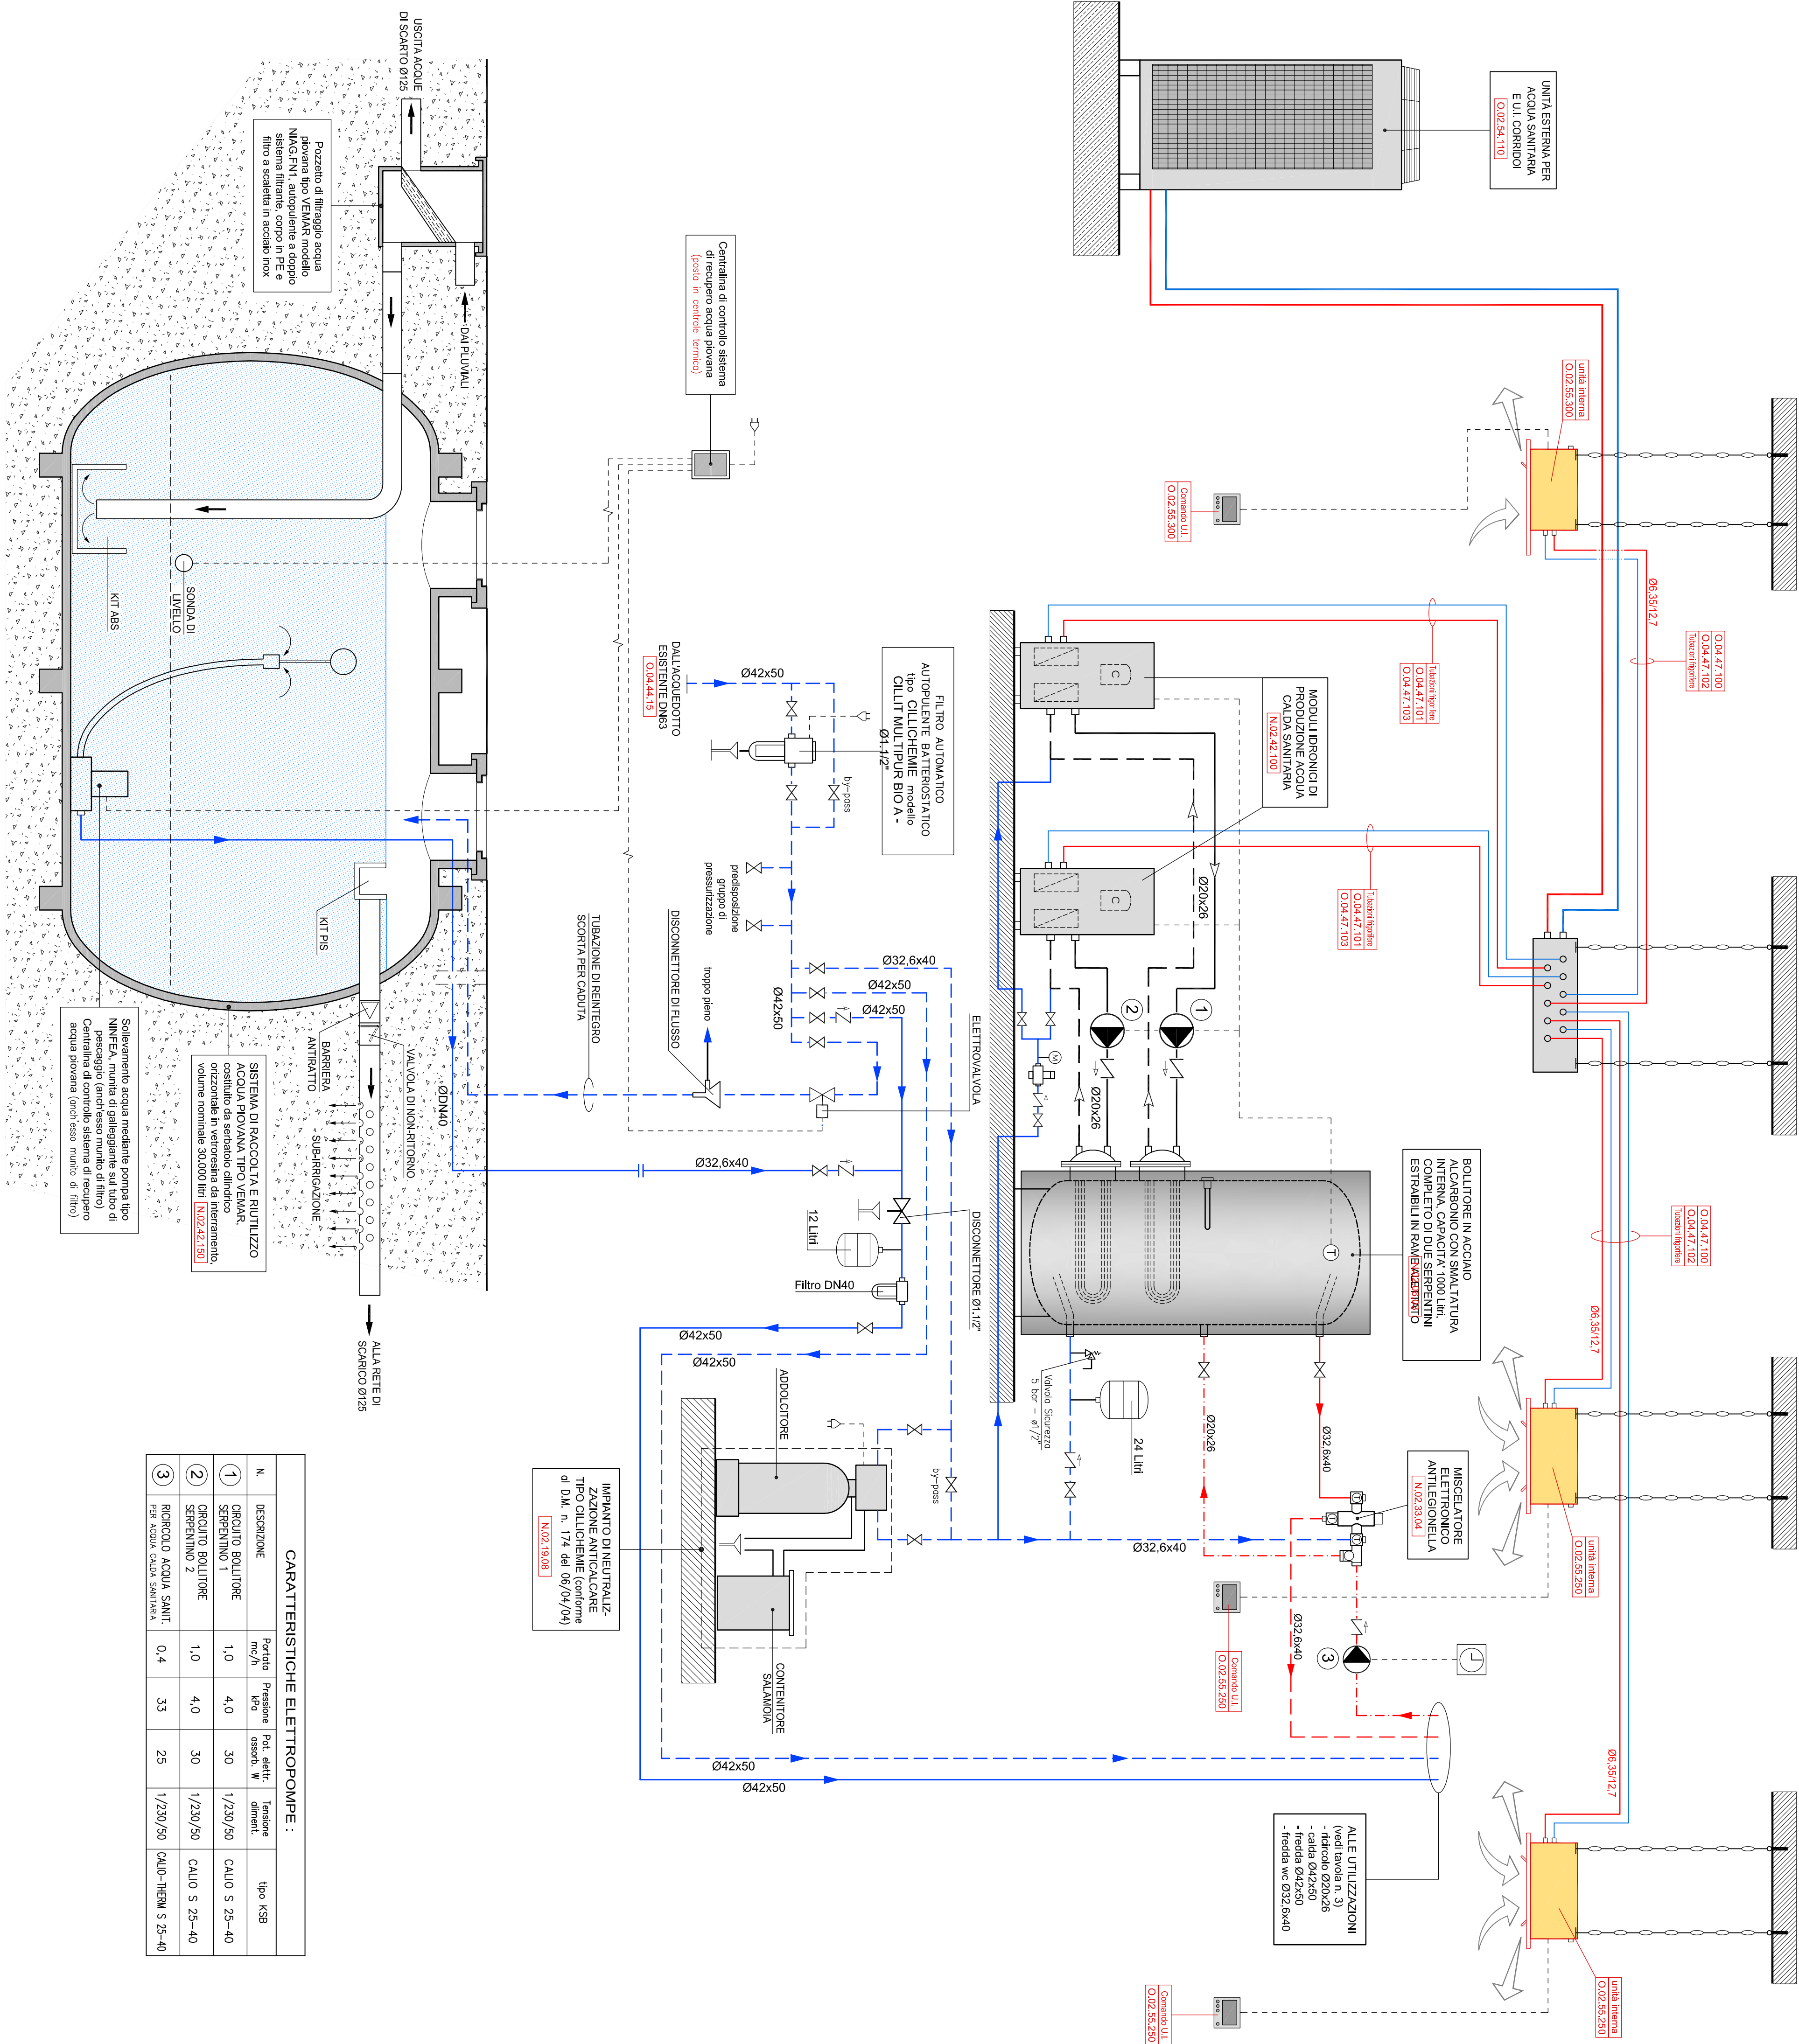 UNITÀ ESTERNA PER
ACQUA SANITARIA
E U.I. CORRIDOI
O.02.54.110
unità interna
O.02.55.300
Comando U.I.
O.02.55.300
Ø6,35/12,7
O.04.47.100
O.04.47.102
Tubazioni frigorifere
Tubazioni frigorifere
O.04.47.101
O.04.47.103
Tubazioni frigorifere
O.04.47.101
O.04.47.103
O.04.47.100
O.04.47.102
Tubazioni frigorifere
Ø6,35/12,7
unità interna
O.02.55.250
Comando U.I.
O.02.55.250
Ø6,35/12,7
unità interna
O.02.55.250
Comando U.I.
O.02.55.250
MODULI IDRONICI DI
PRODUZIONE ACQUA
CALDA SANITARIA
N.02.42.100
C
C
Ø20x26
1
2
Ø20x26
M
BOLLITORE IN ACCIAIO
ALCARBONIO CON SMALTATURA
INTERNA, CAPACITA' 1000 Litri,
COMPLETO DI DUE SERPENTINI
ESTRAIBILI IN RAME ALETTATO
T
MISCELATORE
ELETTRONICO
ANTILEGIONELLA
N.02.33.04
Ø32,6x40
Ø20x26
24 Litri
Valvola Sicurezza
5 bar - ø1/2"
Ø32,6x40
Ø32,6x40
3
ALLE UTILIZZAZIONI
(vedi tavola n. 3)
- ricircolo Ø20x26
- calda Ø42x50
- fredda Ø42x50
- fredda wc Ø32,6x40
FILTRO AUTOMATICO
AUTOPULENTE BATTERIOSTATICO
tipo CILLICHEMIE modello
CILLIT MULTIPUR BIO A -
Ø1.1/2"
DALL'ACQUEDOTTO
ESISTENTE DN63
O.04.44.15
Ø42x50
by-pass
predisposizione
gruppo di
pressurizzazione
Ø32,6x40
Ø42x50
Ø42x50
Ø42x50
ELETTROVALVOLA
troppo pieno
DISCONNETTORE DI FLUSSO
TUBAZIONE DI REINTEGRO
SCORTA PER CADUTA
Ø32,6x40
DISCONNETTORE Ø1.1/2"
12 Litri
Filtro DN40
Ø42x50
Ø42x50
ADDOLCITORE
by-pass
CONTENITORE
SALAMOIA
IMPIANTO DI NEUTRALIZ-
ZAZIONE ANTICALCARE
TIPO CILLICHEMIE (conforme
al D.M. n. 174 del 06/04/04)
N.02.19.08
Ø42x50
Ø42x50
Centralina di controllo sistema
di recupero acqua piovana
(posta in centrale termica)
USCITA ACQUE
DI SCARTO Ø125
DAI PLUVIALI
Pozzetto di filtraggio acqua
piovana tipo VEMAR modello
NIAG.FN1, autopulente a doppio
sistema filtrante, corpo in PE e
filtro a scaletta in acciaio inox
SONDA DI
LIVELLO
KIT ABS
KIT PIS
ØDN40
VALVOLA DI NON-RITORNO
BARRIERA
ANTIRATTO
SUB-IRRIGAZIONE
ALLA RETE DI
SCARICO Ø125
SISTEMA DI RACCOLTA E RIUTILIZZO
ACQUA PIOVANA TIPO VEMAR,
costituito da serbatoio cilindrico
orizzontale in vetroresina da interramento,
volume nominale 30.000 litri N.02.42.150
Sollevamento acqua mediante pompa tipo
NINFEA, munita di galleggiante sul tubo di
pescaggio (anch'esso munito di filtro)
Centralina di controllo sistema di recupero
acqua piovana (anch'esso munito di filtro)
CARATTERISTICHE ELETTROPOMPE :
N. DESCRIZIONE Portata mc/h Pressione kPa Pot. elettr. assorb. W Tensione aliment. tipo KSB
1 CIRCUITO BOLLITORE SERPENTINO 1 1,0 4,0 30 1/230/50 CALIO S 25-40
2 CIRCUITO BOLLITORE SERPENTINO 2 1,0 4,0 30 1/230/50 CALIO S 25-40
3 RICIRCOLO ACQUA SANIT. PER ACQUA CALDA SANITARIA 0,4 33 25 1/230/50 CALIO-THERM S 25-40